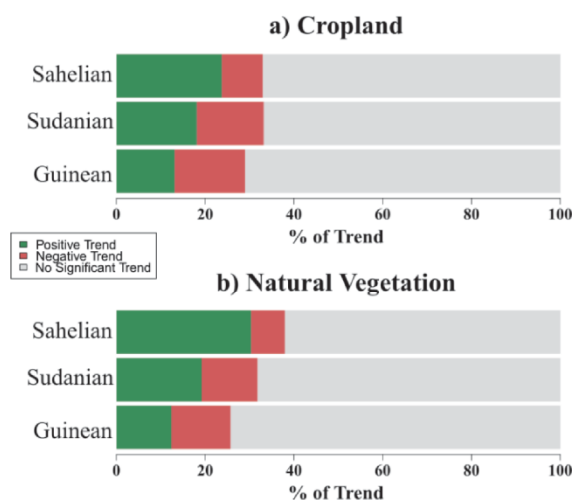 a) Cropland
Sahelian
Sudanian
Guinean
0 20 40 60 80 100
% of Trend
Positive Trend
Negative Trend
No Significant Trend
b) Natural Vegetation
Sahelian
Sudanian
Guinean
0 20 40 60 80 100
% of Trend